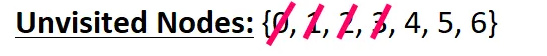 Unvisited Nodes: {0, 1, 2, 3, 4, 5, 6}